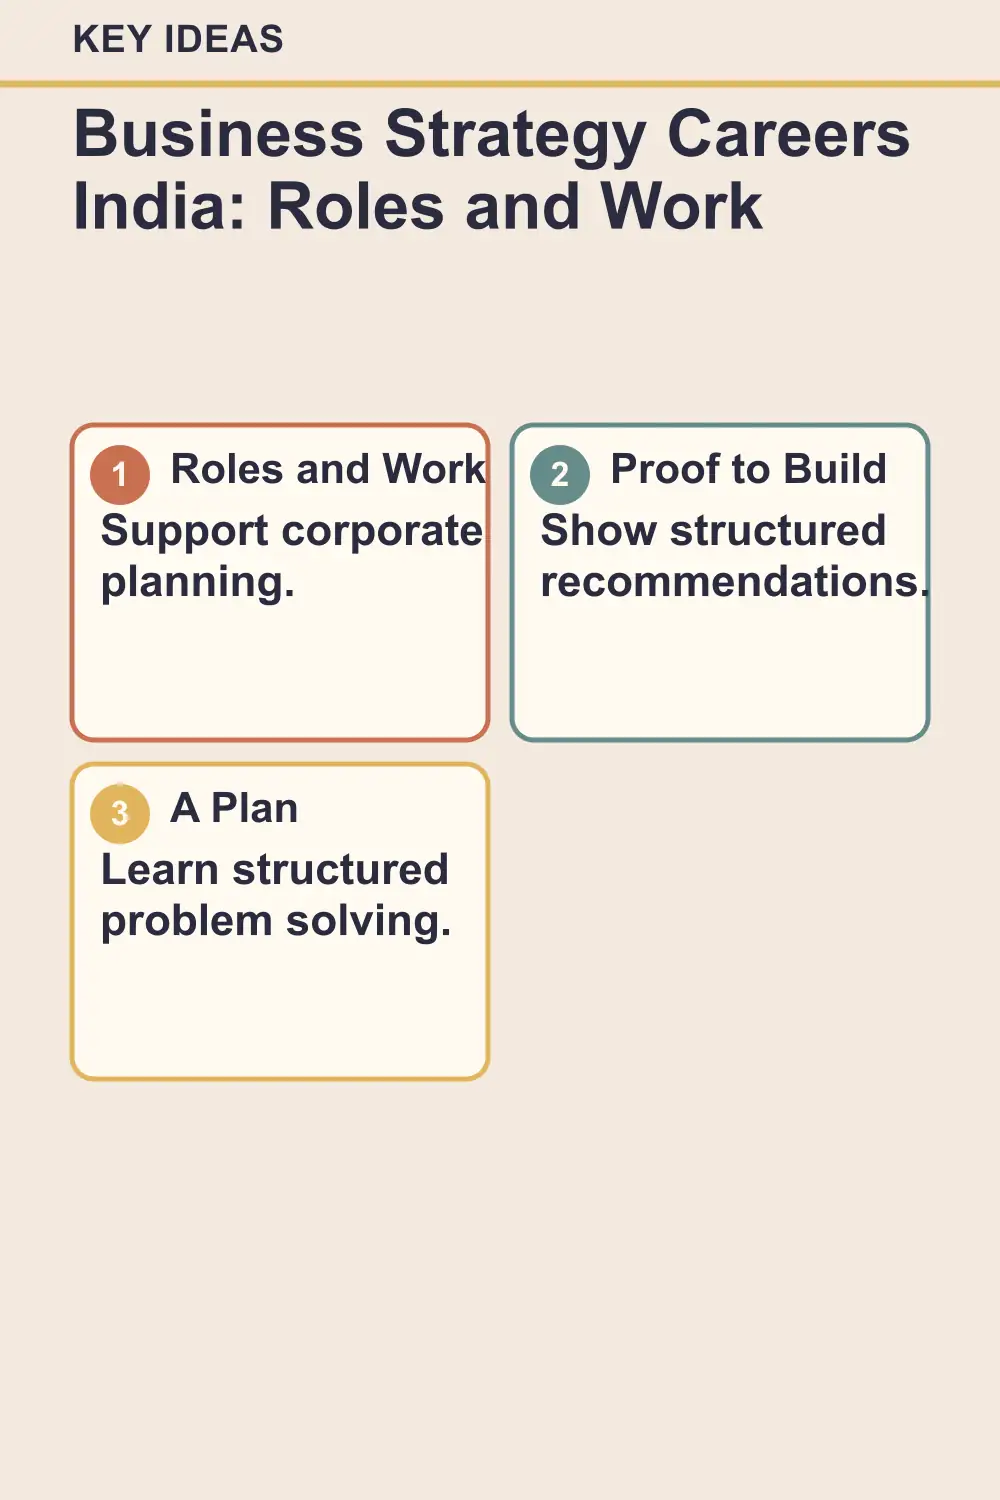 KEY IDEAS
Business Strategy Careers
India: Roles and Work
1 Roles and Work
Support corporate
planning.
2 Proof to Build
Show structured
recommendations.
3 A Plan
Learn structured
problem solving.